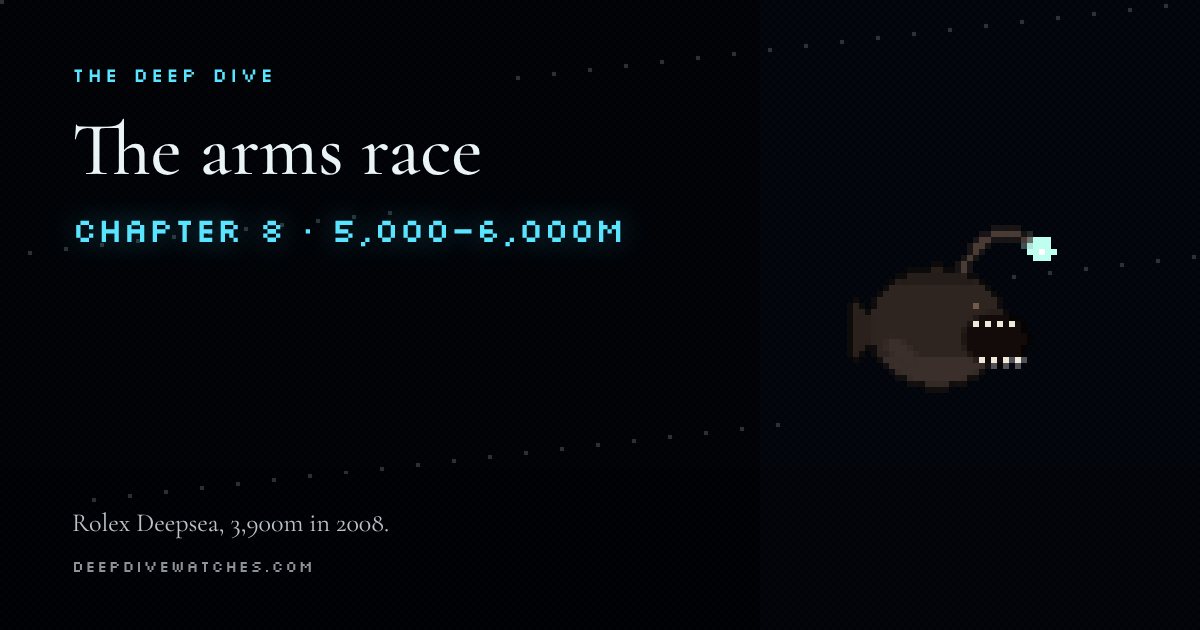 THE DEEP DIVE
The arms race
CHAPTER 8 · 5,000–6,000M
Rolex Deepsea, 3,900m in 2008.
DEEPDIVEWATCHES.COM